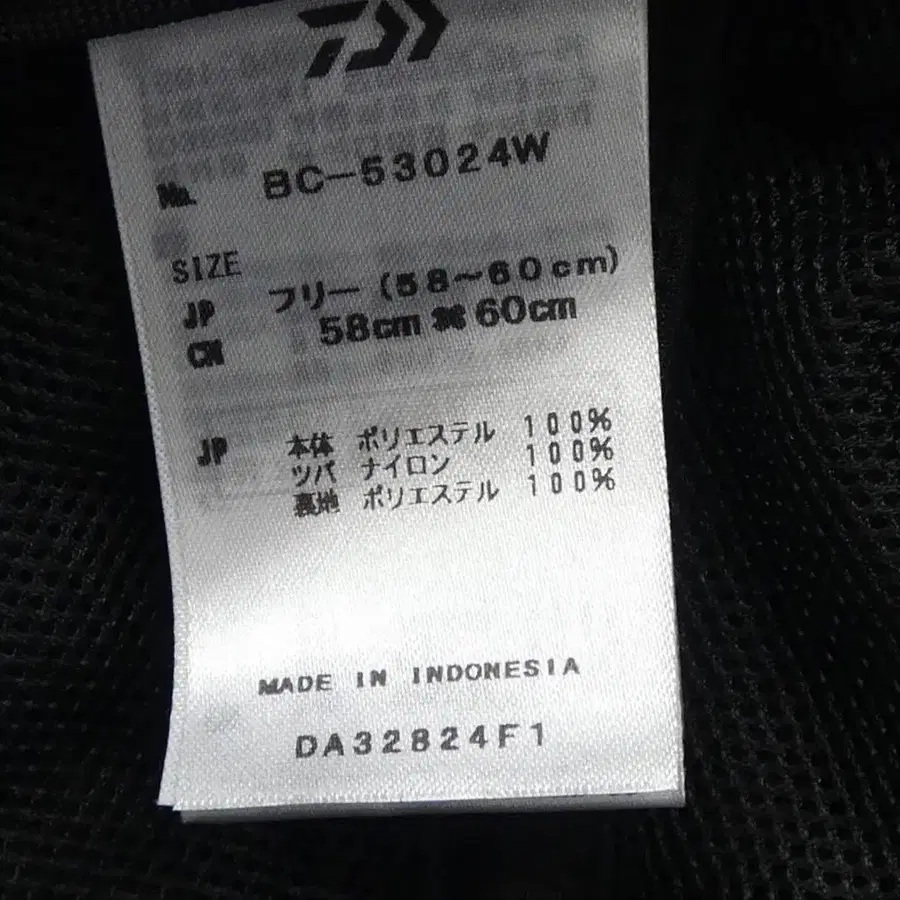 No. BC-53024W
SIZE
JP フリー(58~60cm)
CN 58cm 60cm
JP 本体 ポリエステル 100%
ツバ ナイロン 100%
裏地 ポリエステル 100%
MADE IN INDONESIA
DA32824F1